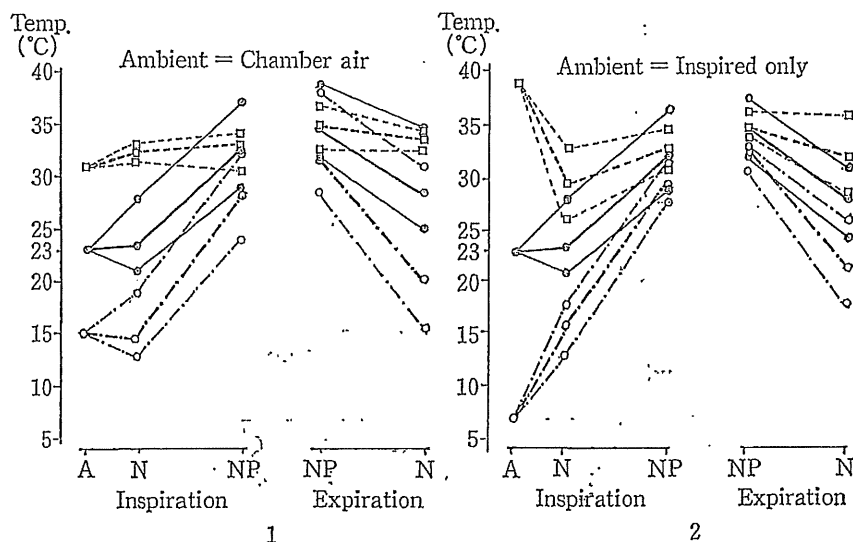 Temp.
(°C)
Ambient = Chamber air
40
35
30
25
23
20
15
10
5
A N NP NP N
Inspiration Expiration
1
Temp.
(°C)
Ambient = Inspired only
40
35
30
25
23
20
15
10
5
A N NP NP N
Inspiration Expiration
2